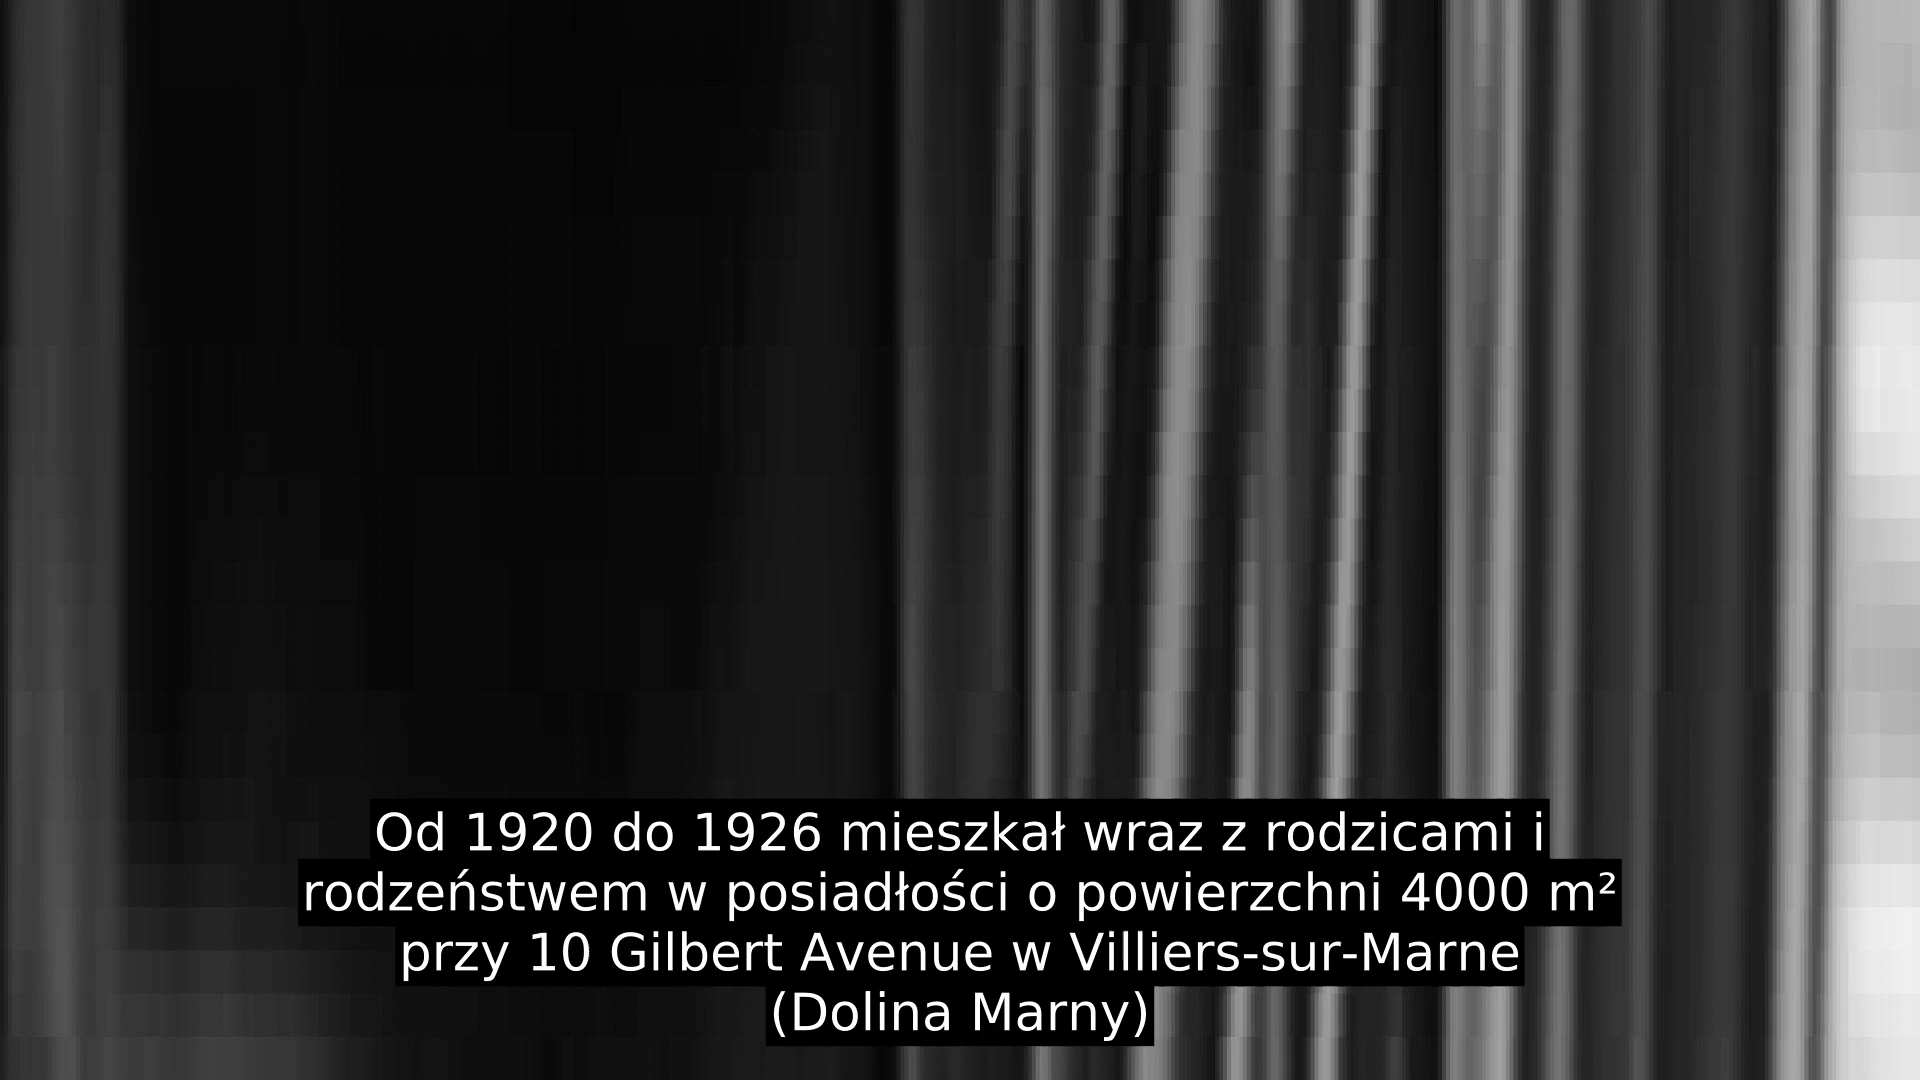 Od 1920 do 1926 mieszkał wraz z rodzicami i
rodzeństwem w posiadłości o powierzchni 4000 m²
przy 10 Gilbert Avenue w Villiers-sur-Marne
(Dolina Marny)